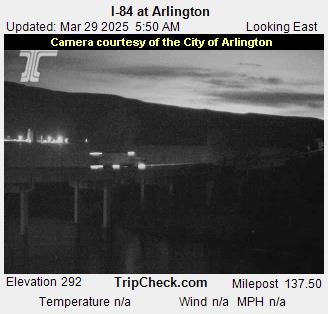 I-84 at Arlington
Updated: Mar 29 2025 5:50 AM Looking East
Camera courtesy of the City of Arlington
Elevation 292 TripCheck.com Milepost 137.50
Temperature n/a Wind n/a MPH n/a